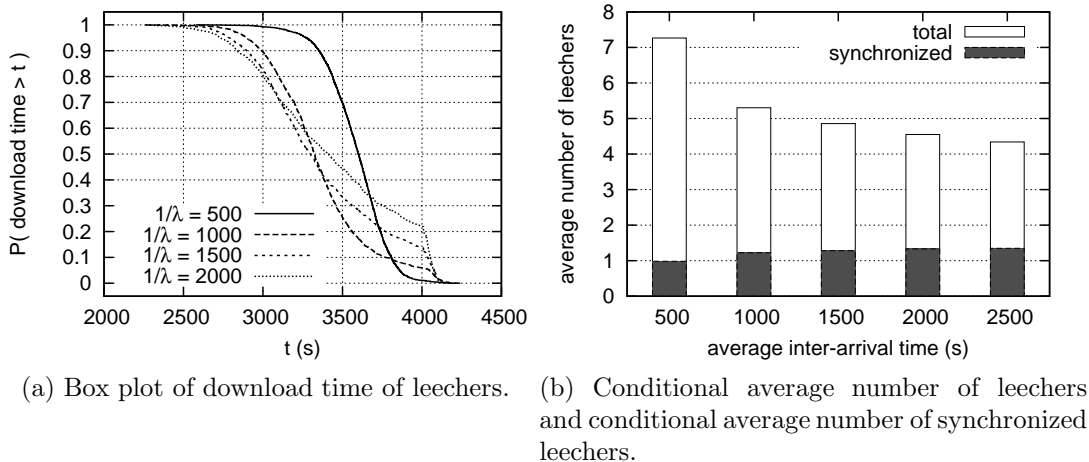 P( download time > t )
1
0.9
0.8
0.7
0.6
0.5
0.4
0.3
0.2
0.1
0
1/λ = 500
1/λ = 1000
1/λ = 1500
1/λ = 2000
2000 2500 3000 3500 4000 4500
t (s)
average number of leechers
8
7
6
5
4
3
2
1
0
total
synchronized
500 1000 1500 2000 2500
average inter-arrival time (s)
(a) Box plot of download time of leechers.
(b) Conditional average number of leechers
and conditional average number of synchronized
leechers.